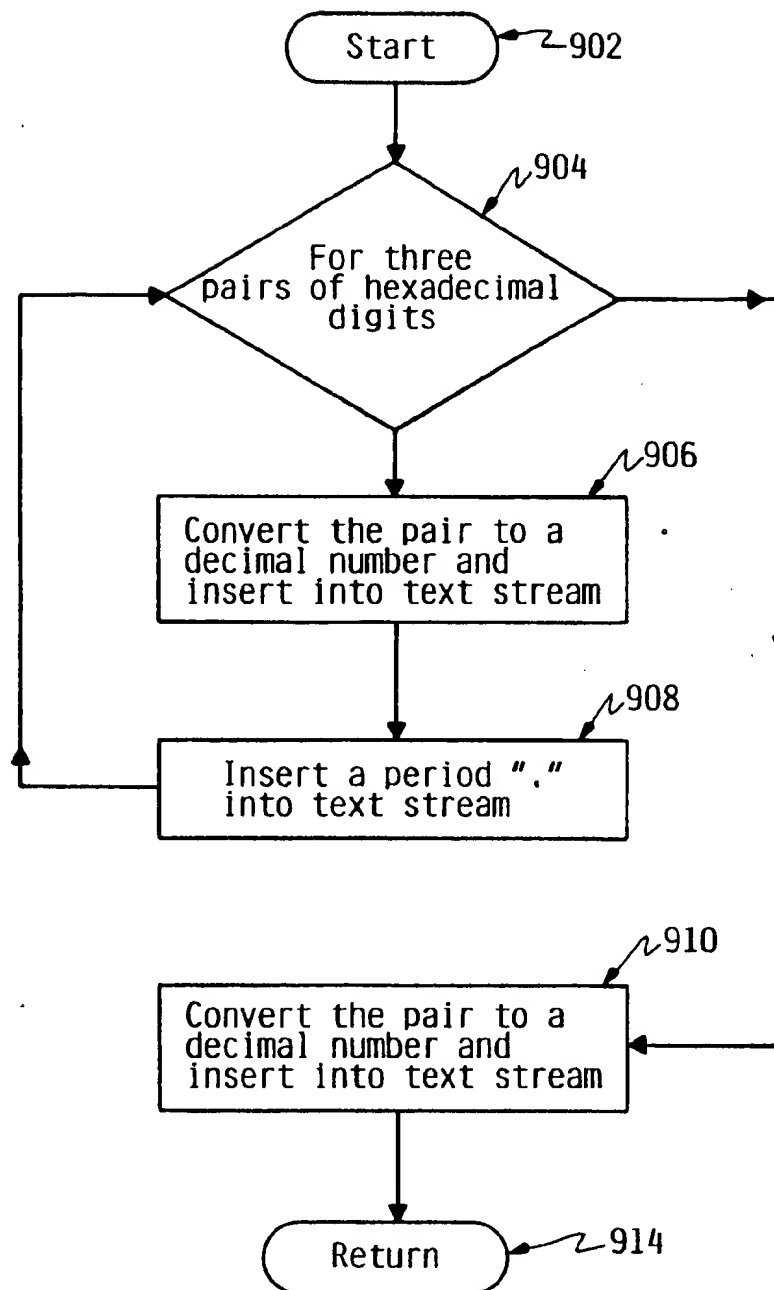 Start
902
904
For three
pairs of hexadecimal
digits
906
Convert the pair to a
decimal number and
insert into text stream
908
Insert a period "."
into text stream
910
Convert the pair to a
decimal number and
insert into text stream
Return
914